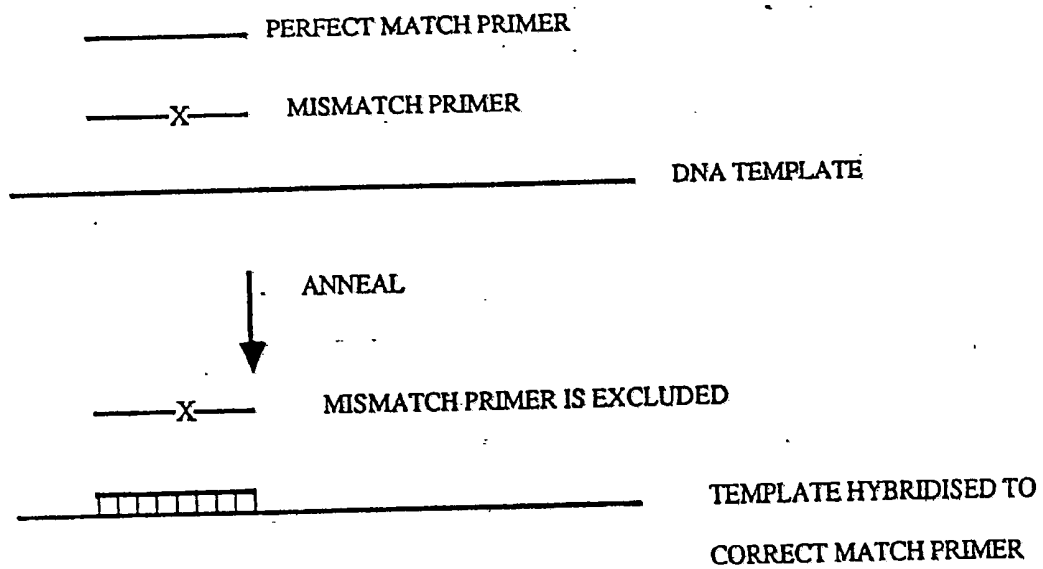 PERFECT MATCH PRIMER
X MISMATCH PRIMER
DNA TEMPLATE
ANNEAL
X MISMATCH PRIMER IS EXCLUDED
TEMPLATE HYBRIDISED TO
CORRECT MATCH PRIMER